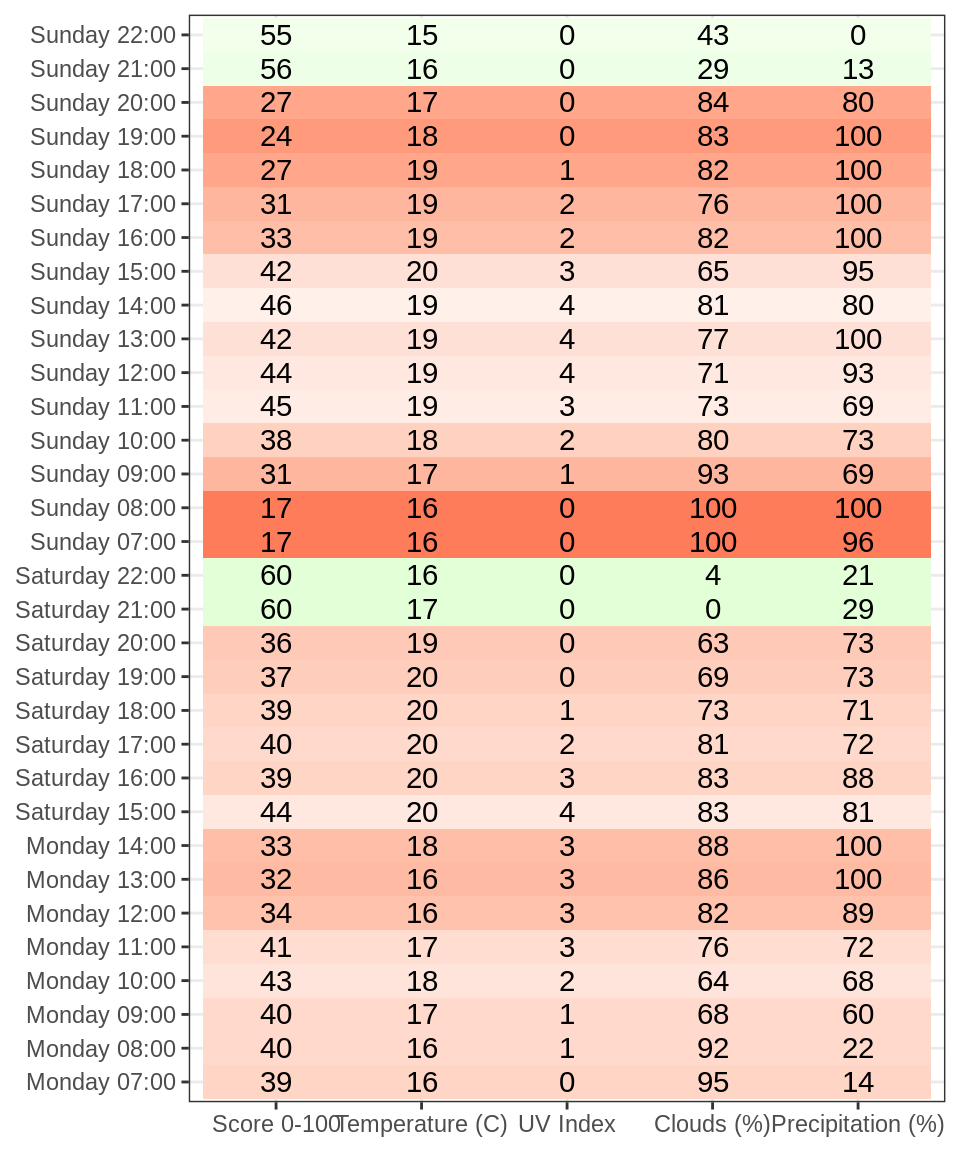 Sunday 22:00 55 15 0 43 0
Sunday 21:00 56 16 0 29 13
Sunday 20:00 27 17 0 84 80
Sunday 19:00 24 18 0 83 100
Sunday 18:00 27 19 1 82 100
Sunday 17:00 31 19 2 76 100
Sunday 16:00 33 19 2 82 100
Sunday 15:00 42 20 3 65 95
Sunday 14:00 46 19 4 81 80
Sunday 13:00 42 19 4 77 100
Sunday 12:00 44 19 4 71 93
Sunday 11:00 45 19 3 73 69
Sunday 10:00 38 18 2 80 73
Sunday 09:00 31 17 1 93 69
Sunday 08:00 17 16 0 100 100
Sunday 07:00 17 16 0 100 96
Saturday 22:00 60 16 0 4 21
Saturday 21:00 60 17 0 0 29
Saturday 20:00 36 19 0 63 73
Saturday 19:00 37 20 0 69 73
Saturday 18:00 39 20 1 73 71
Saturday 17:00 40 20 2 81 72
Saturday 16:00 39 20 3 83 88
Saturday 15:00 44 20 4 83 81
Monday 14:00 33 18 3 88 100
Monday 13:00 32 16 3 86 100
Monday 12:00 34 16 3 82 89
Monday 11:00 41 17 3 76 72
Monday 10:00 43 18 2 64 68
Monday 09:00 40 17 1 68 60
Monday 08:00 40 16 1 92 22
Monday 07:00 39 16 0 95 14
Score 0-100 Temperature (C) UV Index Clouds (%) Precipitation (%)